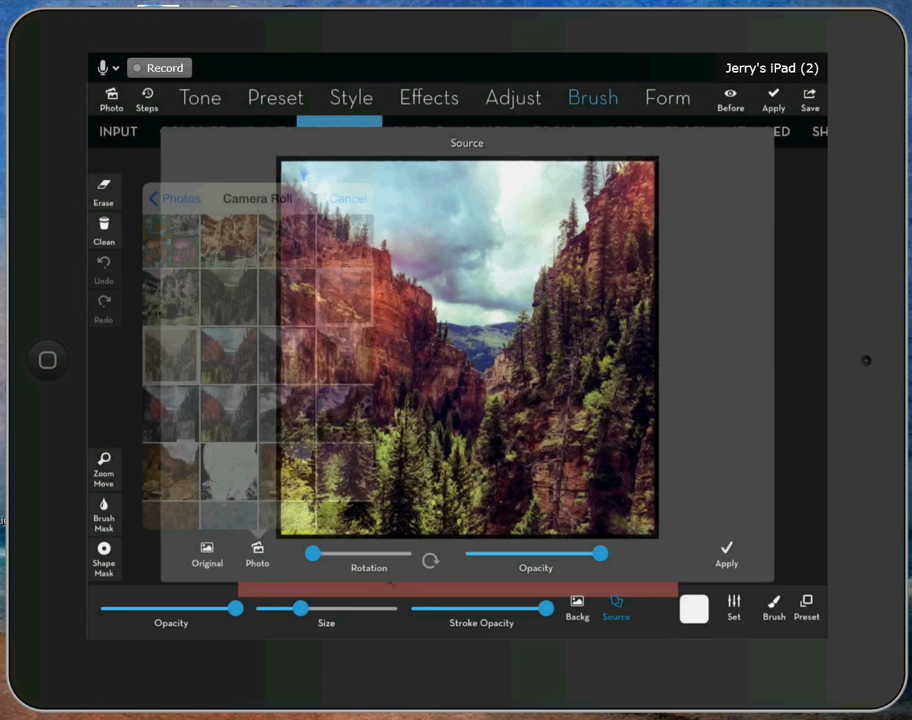 Record
Jerry's iPad (2)
Photo
Steps
Tone
Preset
Style
Effects
Adjust
Brush
Form
Before
Apply
Save
INPUT
ED
SH
Source
Photos
Camera Roll
Cancel
Erase
Clean
Undo
Redo
Zoom
Move
Brush
Mask
Shape
Mask
Original
Photo
Rotation
Opacity
Apply
Opacity
Size
Stroke Opacity
Backg
Source
Set
Brush
Preset